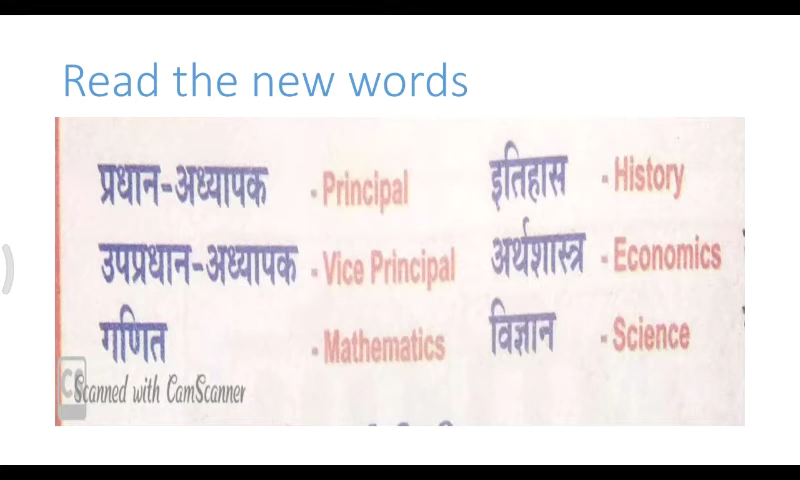 Read the new words
प्रधान-अध्यापक - Principal इतिहास - History
उपप्रधान-अध्यापक - Vice Principal अर्थशास्त्र - Economics
गणित - Mathematics विज्ञान - Science
CS Scanned with CamScanner